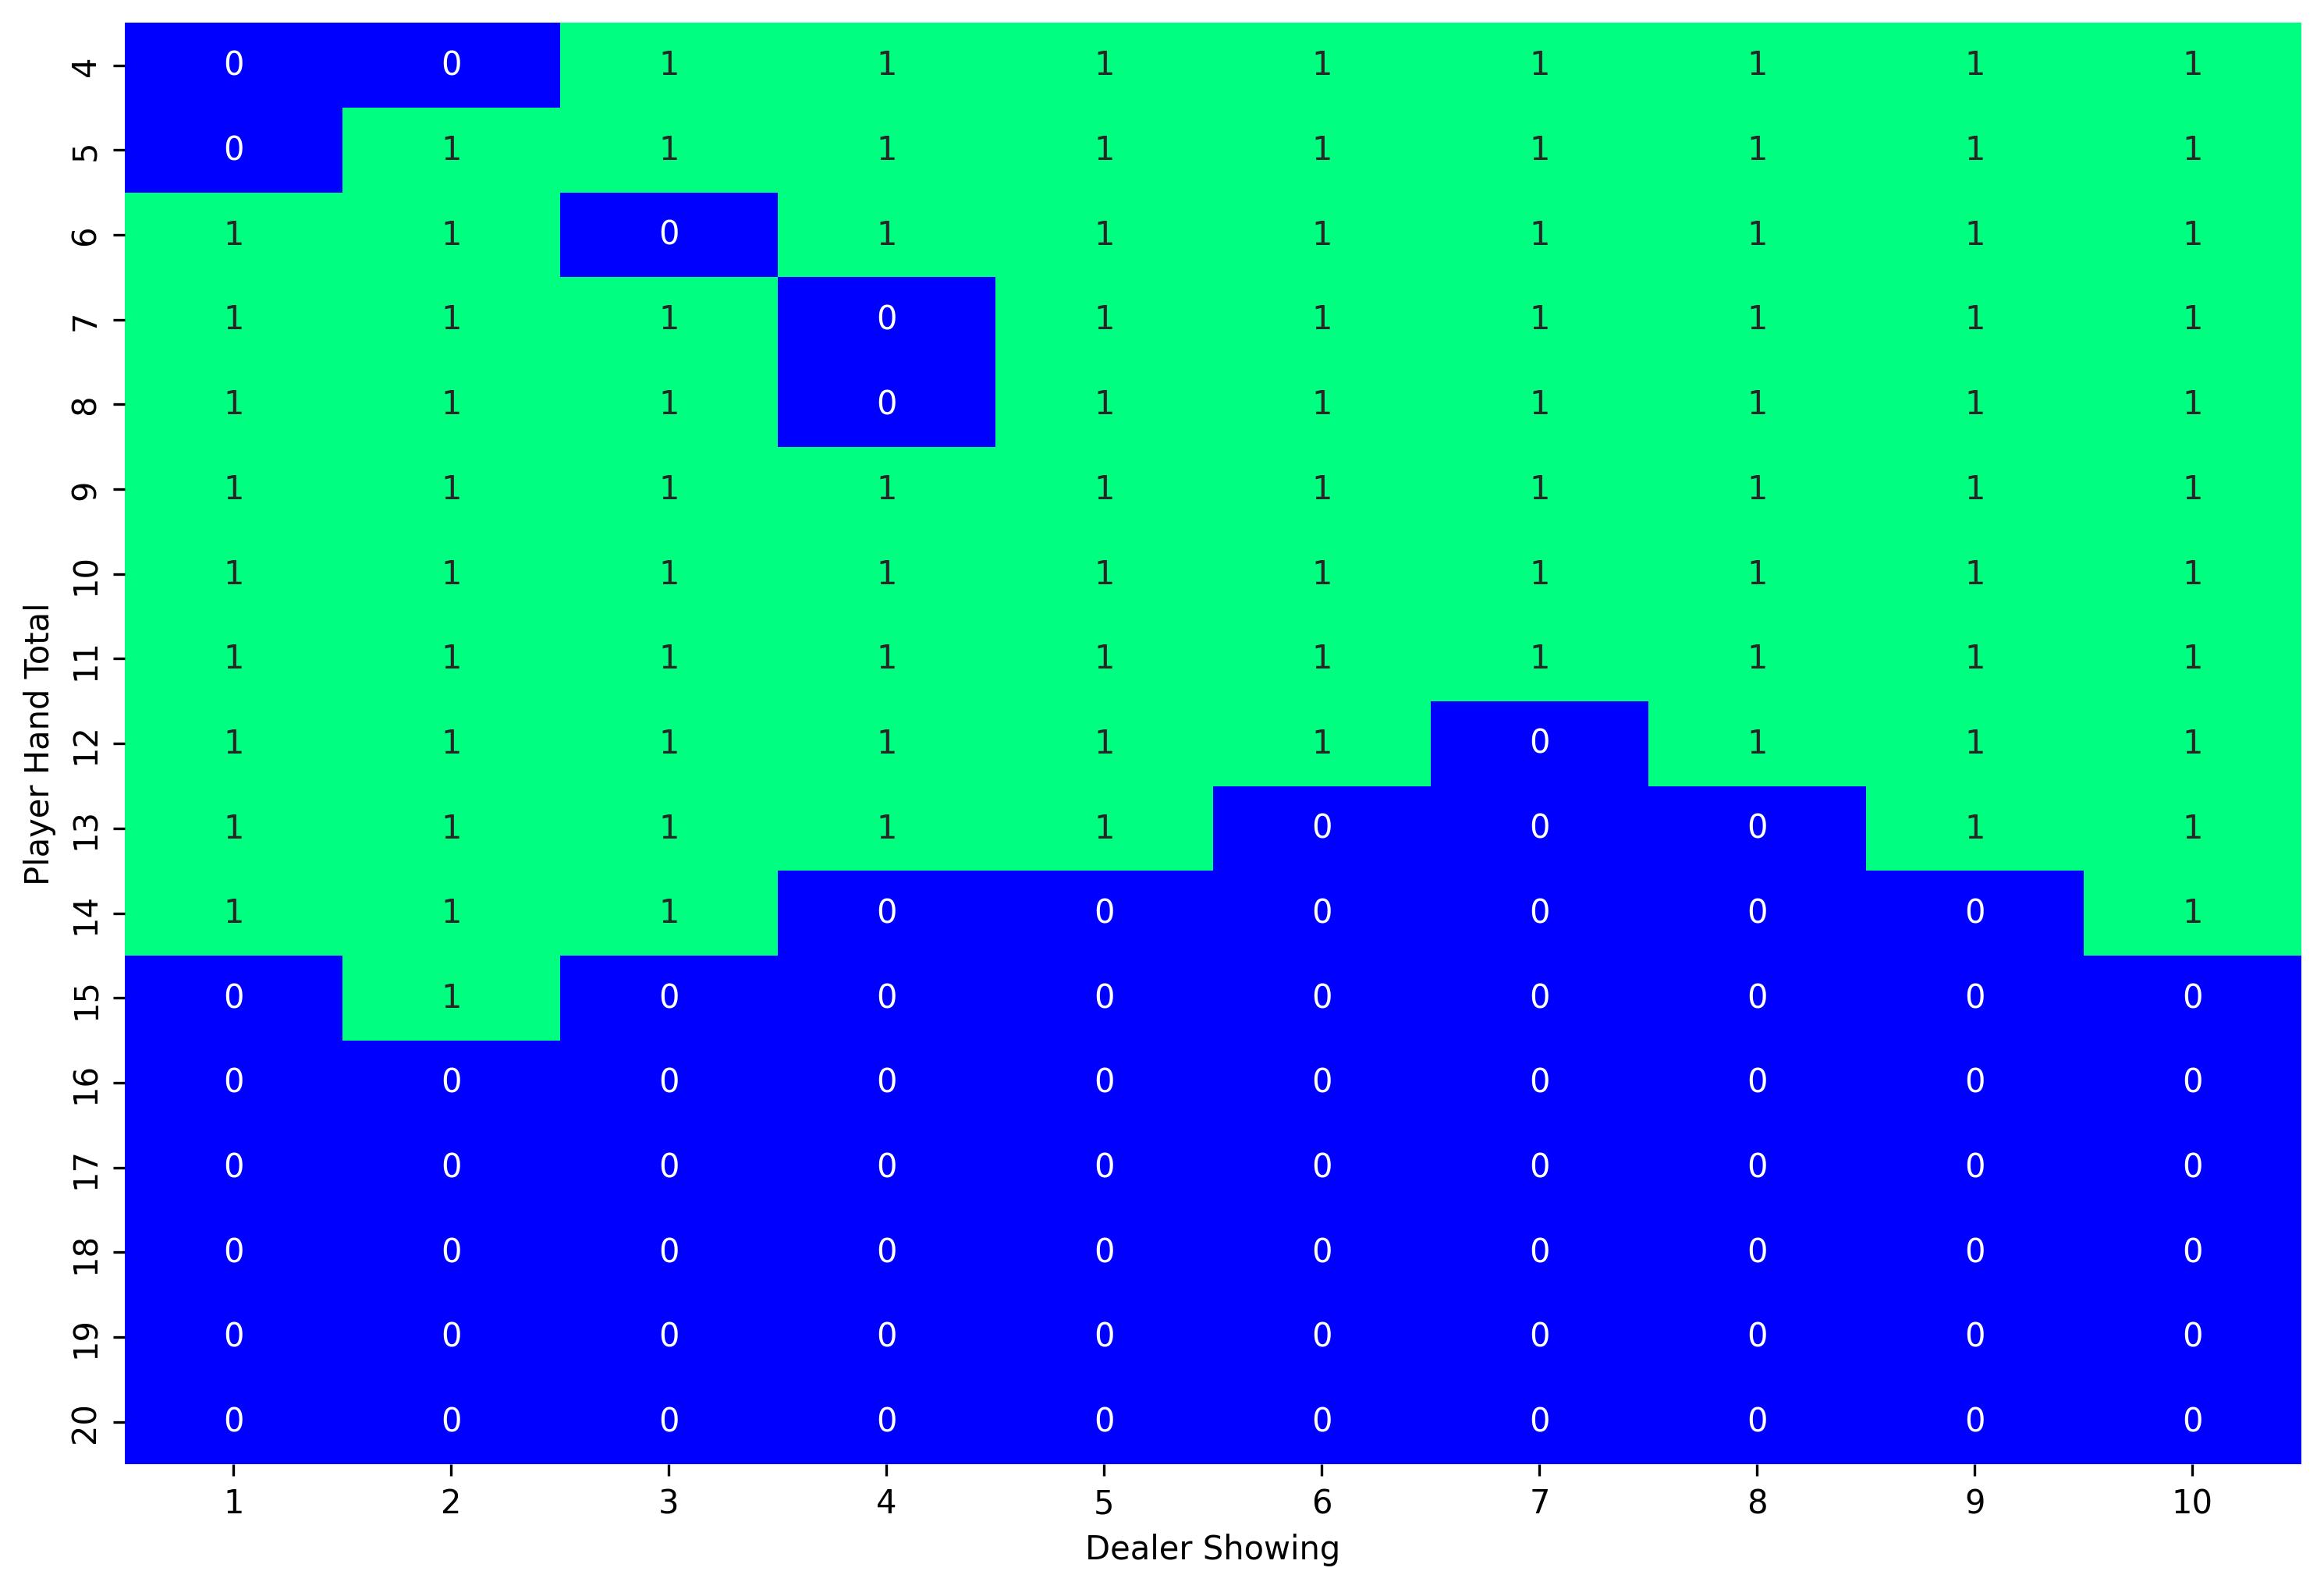 4 0 0 1 1 1 1 1 1 1 1
5 0 1 1 1 1 1 1 1 1 1
6 1 1 0 1 1 1 1 1 1 1
7 1 1 1 0 1 1 1 1 1 1
8 1 1 1 0 1 1 1 1 1 1
9 1 1 1 1 1 1 1 1 1 1
10 1 1 1 1 1 1 1 1 1 1
11 1 1 1 1 1 1 1 1 1 1
12 1 1 1 1 1 1 0 1 1 1
13 1 1 1 1 1 0 0 0 1 1
14 1 1 1 0 0 0 0 0 0 1
15 0 1 0 0 0 0 0 0 0 0
16 0 0 0 0 0 0 0 0 0 0
17 0 0 0 0 0 0 0 0 0 0
18 0 0 0 0 0 0 0 0 0 0
19 0 0 0 0 0 0 0 0 0 0
20 0 0 0 0 0 0 0 0 0 0
1 2 3 4 5 6 7 8 9 10
Dealer Showing
Player Hand Total